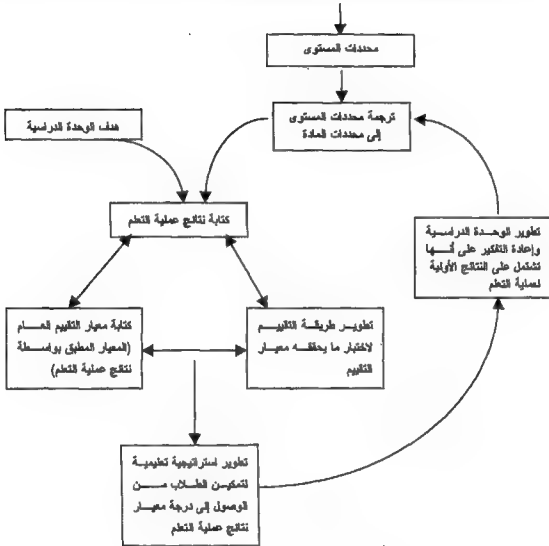 محددات المستوى
ترجمة محددات المستوى
إلى محددات المادة
هدف الوحدة الدراسية
كتابة نتائج عملية التعلم
تطوير الوحدة الدراسية
وإعادة التفكير على أنها
تشتمل على النتائج الأولية
لعملية التعلم
كتابة معيار التقييم العام
(المعيار المطبق بواسطة
نتائج عملية التعلم)
تطوير طريقة التقييم
لاختبار ما يحققه معيار
التقييم
تطوير استراتيجية تعليمية
لتمكين الطلاب من
الوصول إلى درجة معيار
نتائج عملية التعلم